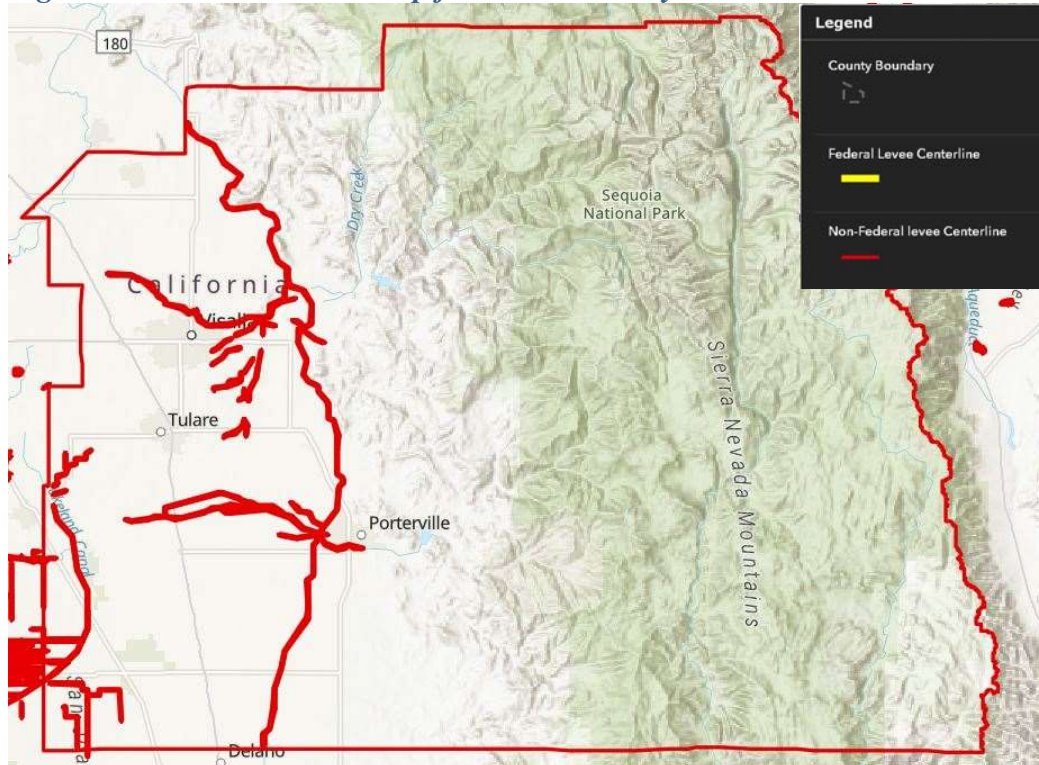 180
Legend
County Boundary
Federal Levee Centerline
Non-Federal levee Centerline
Dry Creek
Sequoia
National Park
California
Visalia
Tulare
Porterville
Sierra Nevada Mountains
Delano